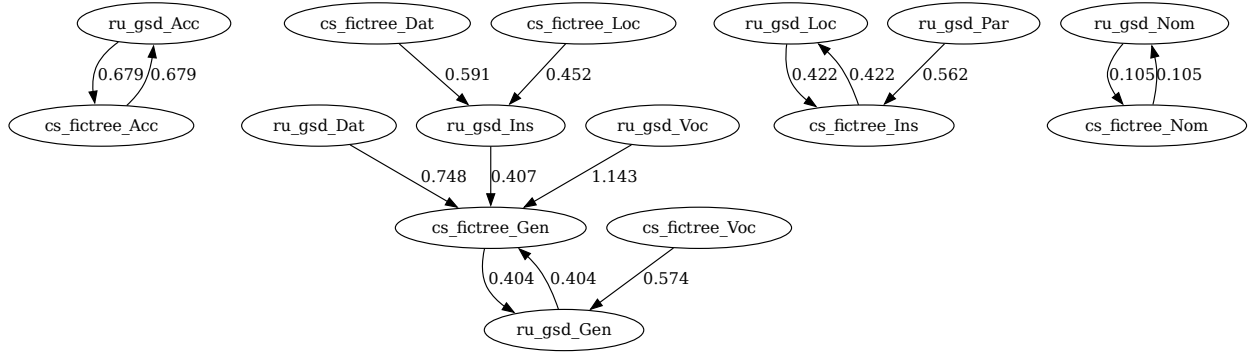 ru_gsd_Acc
cs_fictree_Dat
cs_fictree_Loc
ru_gsd_Loc
ru_gsd_Par
ru_gsd_Nom
0.679
0.679
0.591
0.452
0.422
0.422
0.562
0.105
0.105
cs_fictree_Acc
ru_gsd_Dat
ru_gsd_Ins
ru_gsd_Voc
cs_fictree_Ins
cs_fictree_Nom
0.748
0.407
1.143
cs_fictree_Gen
cs_fictree_Voc
0.404
0.404
0.574
ru_gsd_Gen